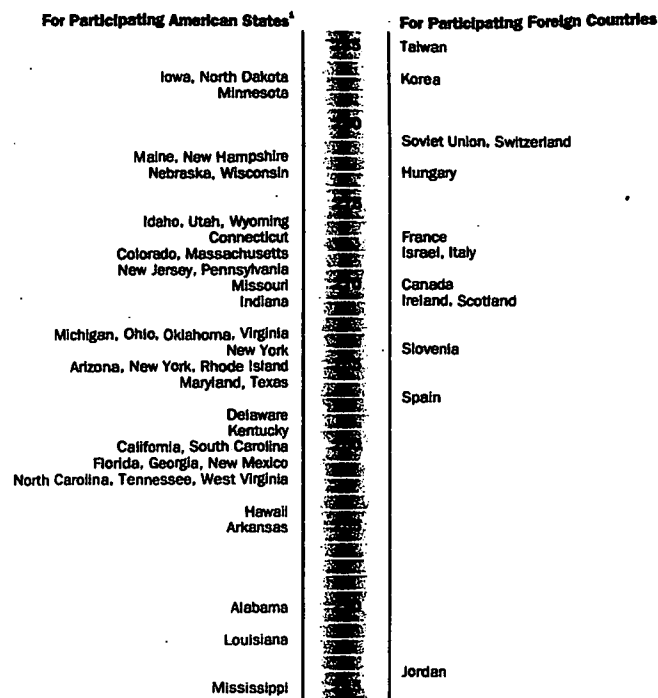 For Participating American States¹
For Participating Foreign Countries
Taiwan
Iowa, North Dakota
Korea
Minnesota
Soviet Union, Switzerland
Maine, New Hampshire
Nebraska, Wisconsin
Hungary
Idaho, Utah, Wyoming
Connecticut
France
Colorado, Massachusetts
Israel, Italy
New Jersey, Pennsylvania
Missouri
Canada
Indiana
Ireland, Scotland
Michigan, Ohio, Oklahoma, Virginia
New York
Slovenia
Arizona, New York, Rhode Island
Maryland, Texas
Spain
Delaware
Kentucky
California, South Carolina
Florida, Georgia, New Mexico
North Carolina, Tennessee, West Virginia
Hawaii
Arkansas
Alabama
Louisiana
Jordan
Mississippi